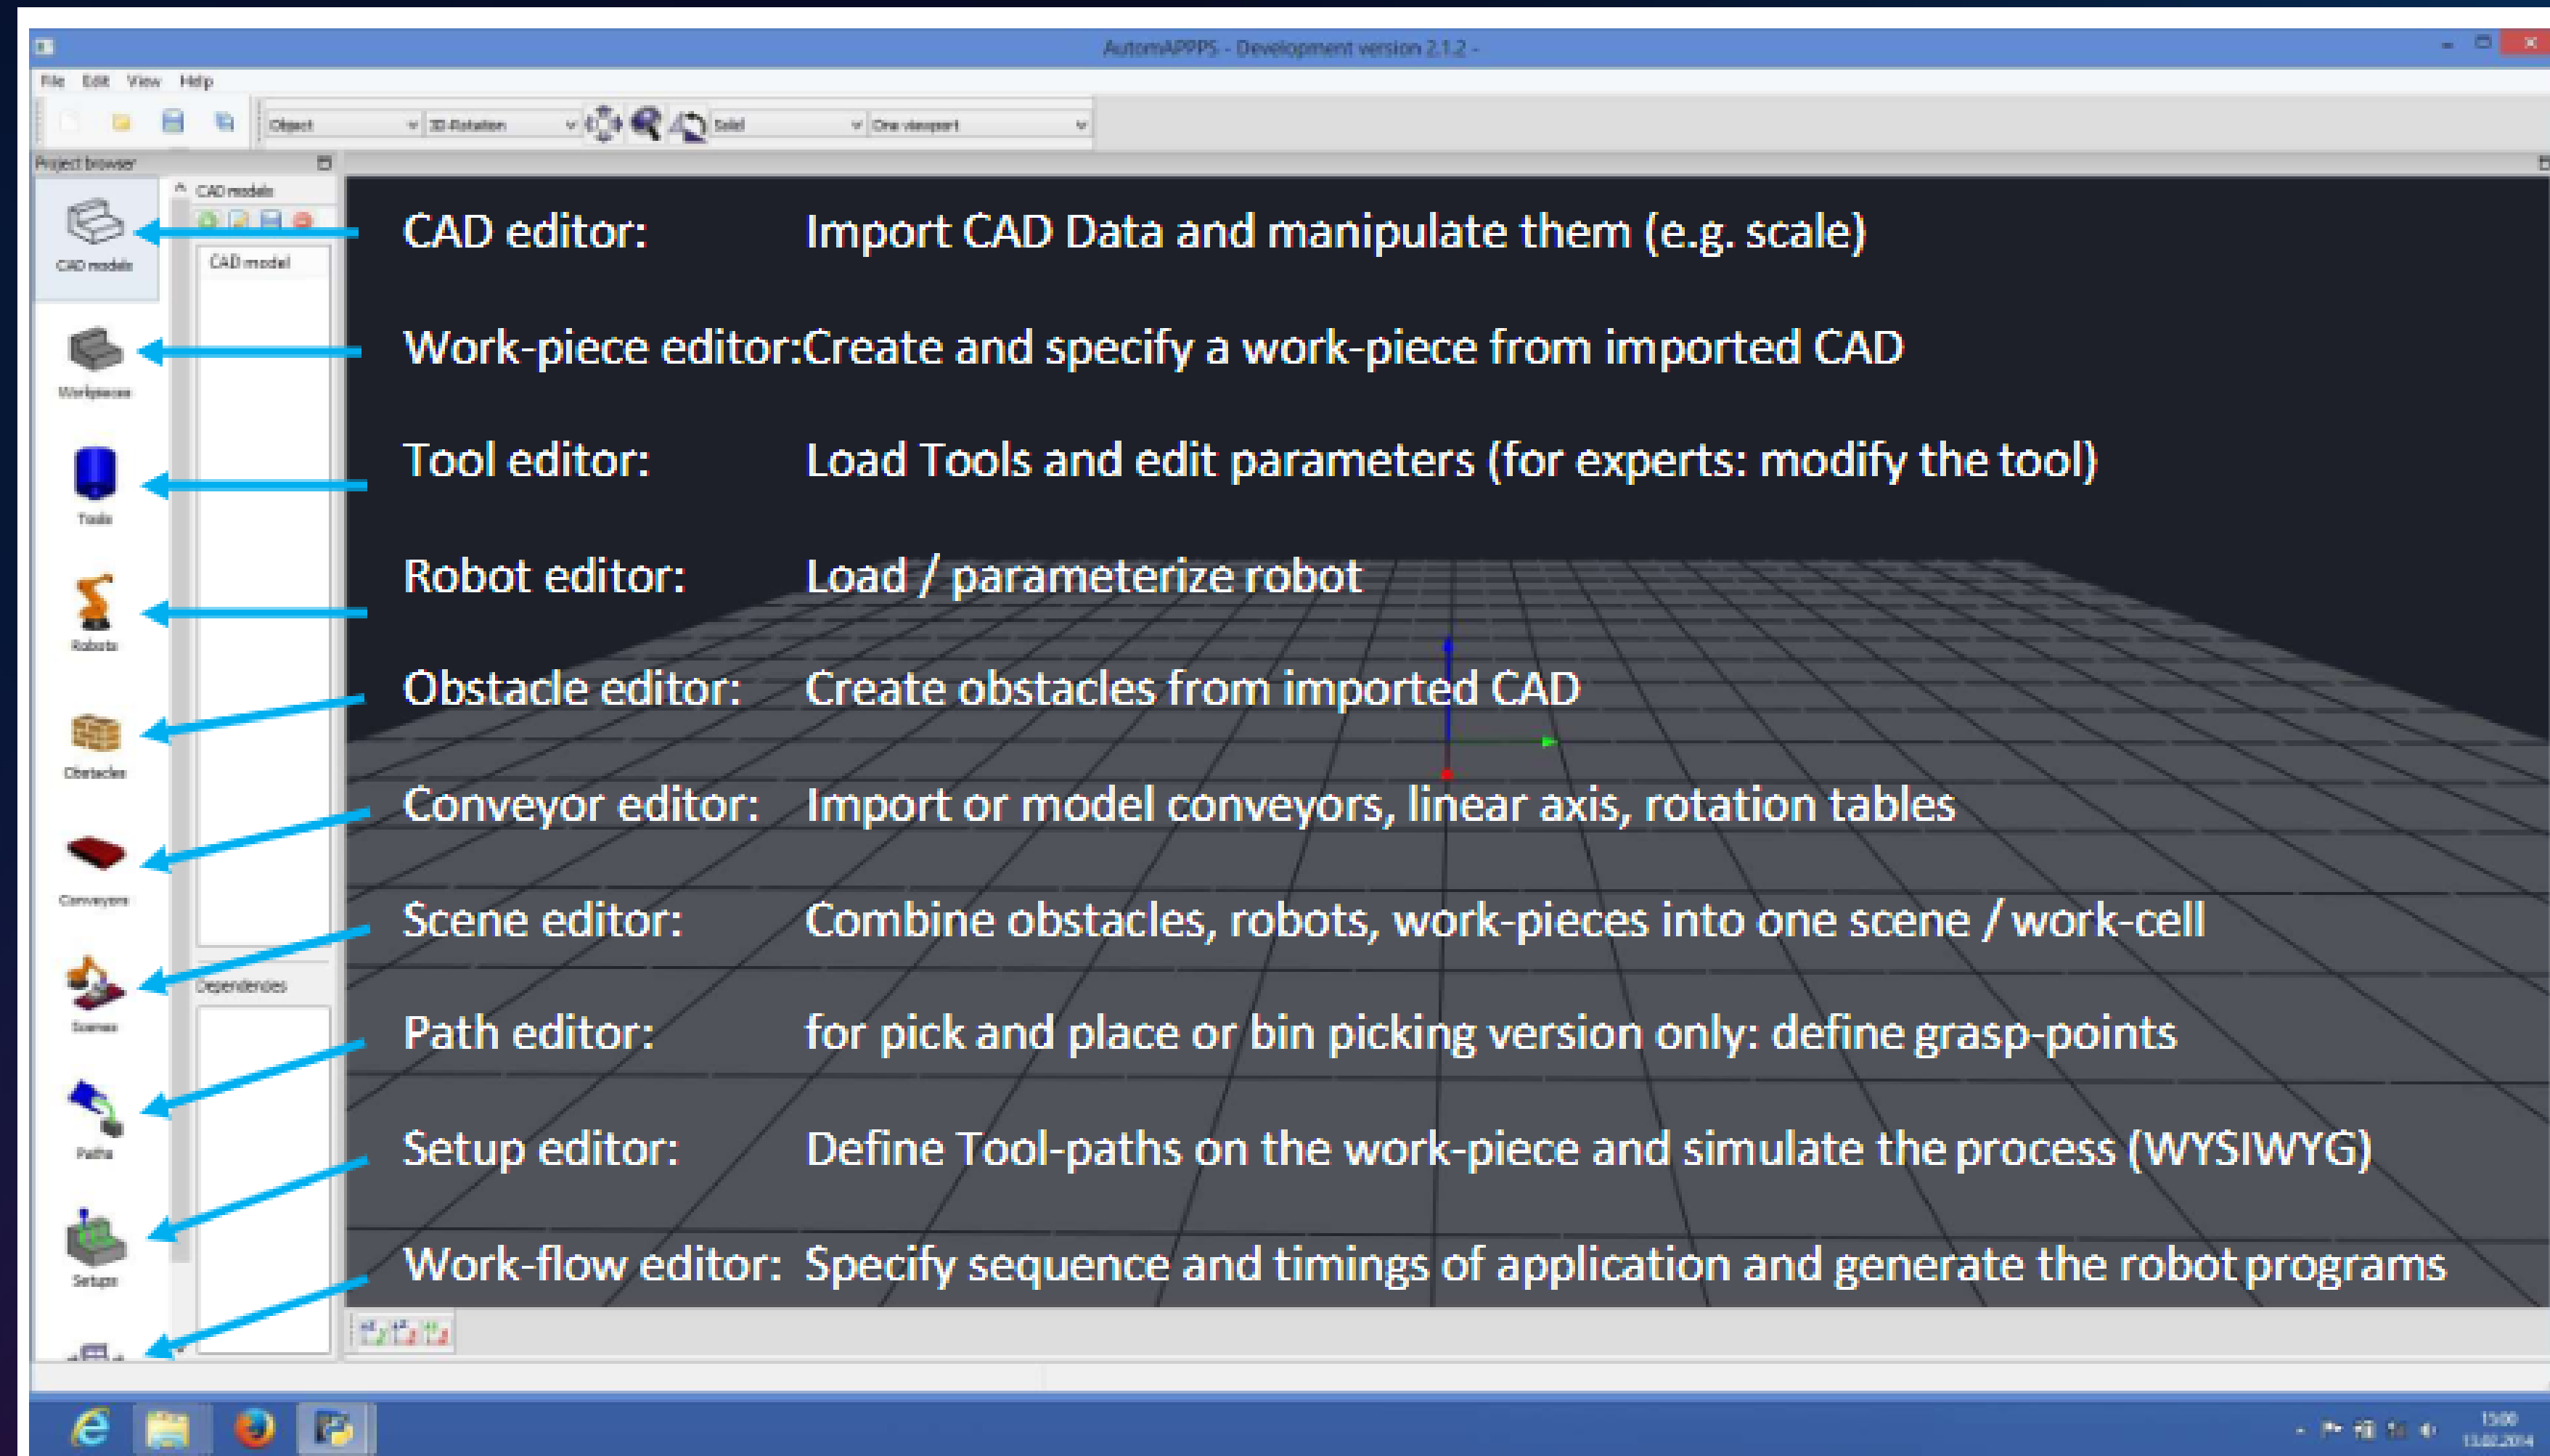 AutomAPPPS - Development version 2.1.2 -
File Edit View Help
Object 3D-Rotation Solid One viewport
Project browser
CAD models
CAD models
CAD model
CAD editor: Import CAD Data and manipulate them (e.g. scale)
Work-piece editor:Create and specify a work-piece from imported CAD
Workpieces
Tool editor: Load Tools and edit parameters (for experts: modify the tool)
Tools
Robot editor: Load / parameterize robot
Robots
Obstacle editor: Create obstacles from imported CAD
Obstacles
Conveyor editor: Import or model conveyors, linear axis, rotation tables
Conveyors
Scene editor: Combine obstacles, robots, work-pieces into one scene / work-cell
Dependencies
Scenes
Path editor: for pick and place or bin picking version only: define grasp-points
Paths
Setup editor: Define Tool-paths on the work-piece and simulate the process (WYSIWYG)
Setups
Work-flow editor: Specify sequence and timings of application and generate the robot programs
15:00
13.02.2014